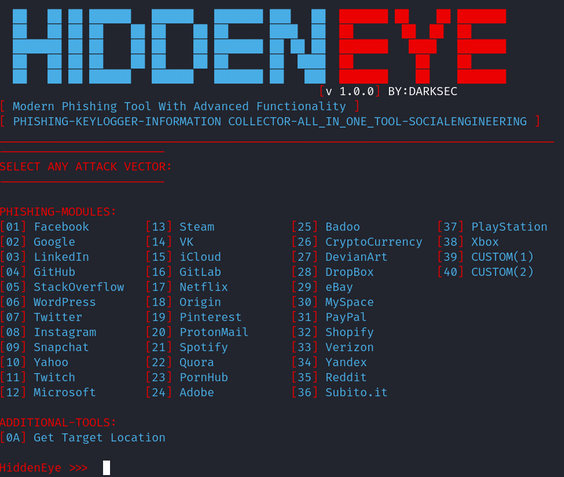 HIDDEN EYE
[v 1.0.0] BY:DARKSEC
[ Modern Phishing Tool With Advanced Functionality ]
[ PHISHING-KEYLOGGER-INFORMATION COLLECTOR-ALL_IN_ONE_TOOL-SOCIALENGINEERING ]
SELECT ANY ATTACK VECTOR:
PHISHING-MODULES:
[01] Facebook [13] Steam [25] Badoo [37] PlayStation
[02] Google [14] VK [26] CryptoCurrency [38] Xbox
[03] LinkedIn [15] iCloud [27] DevianArt [39] CUSTOM(1)
[04] GitHub [16] GitLab [28] DropBox [40] CUSTOM(2)
[05] StackOverflow [17] Netflix [29] eBay
[06] WordPress [18] Origin [30] MySpace
[07] Twitter [19] Pinterest [31] PayPal
[08] Instagram [20] ProtonMail [32] Shopify
[09] Snapchat [21] Spotify [33] Verizon
[10] Yahoo [22] Quora [34] Yandex
[11] Twitch [23] PornHub [35] Reddit
[12] Microsoft [24] Adobe [36] Subito.it
ADDITIONAL-TOOLS:
[0A] Get Target Location
HiddenEye >>>